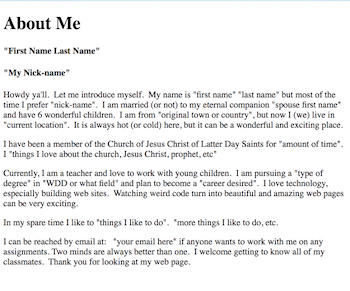 About Me
"First Name Last Name"
"My Nick-name"
Howdy ya'll. Let me introduce myself. My name is "first name" "last name" but most of the
time I prefer "nick-name". I am married (or not) to my eternal companion "spouse first name"
and have 6 wonderful children. I am from "original town or country", but now I (we) live in
"current location". It is always hot (or cold) here, but it can be a wonderful and exciting place.
I have been a member of the Church of Jesus Christ of Latter Day Saints for "amount of time".
I "things I love about the church, Jesus Christ, prophet, etc"
Currently, I am a teacher and love to work with young children. I am pursuing a "type of
degree" in "WDD or what field" and plan to become a "career desired". I love technology,
especially building web sites. Watching weird code turn into beautiful and amazing web pages
can be very exciting.
In my spare time I like to "things I like to do". "more things I like to do, etc.
I can be reached by email at: "your email here" if anyone wants to work with me on any
assignments. Two minds are always better than one. I welcome getting to know all of my
classmates. Thank you for looking at my web page.